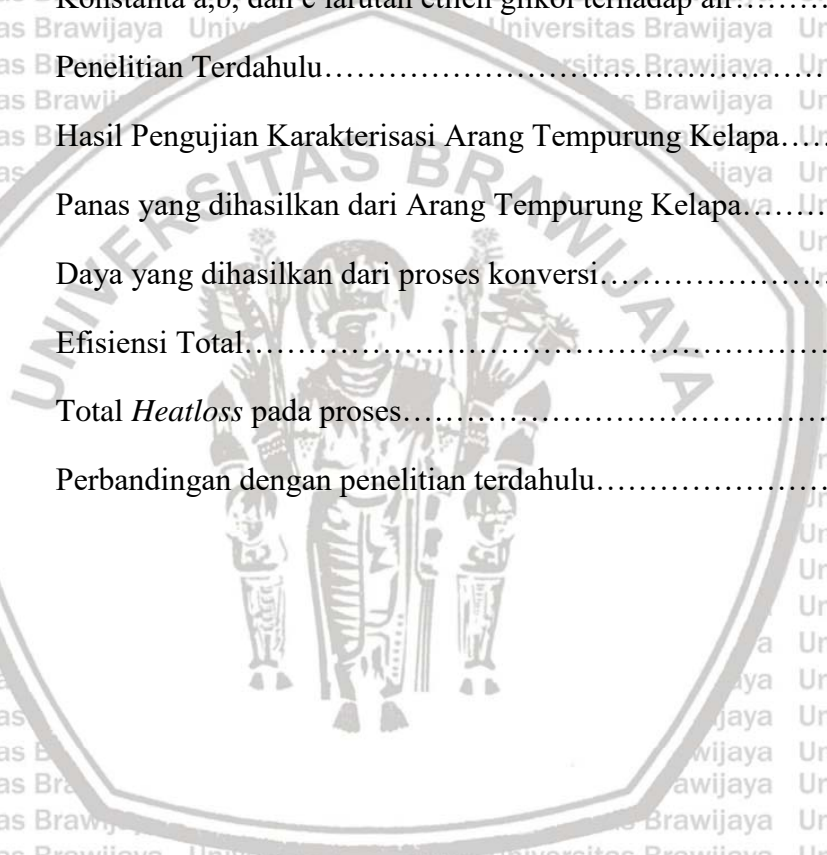 Konstanta a,b, dan c larutan etilen glikol terhadap air........
Penelitian Terdahulu……………………………………
Hasil Pengujian Karakterisasi Arang Tempurung Kelapa……
Panas yang dihasilkan dari Arang Tempurung Kelapa………
Daya yang dihasilkan dari proses konversi…………………
Efisiensi Total………………………………………………
Total Heatloss pada proses…………………………………
Perbandingan dengan penelitian terdahulu…………………
UNIVERSITAS BRAWIJAYA